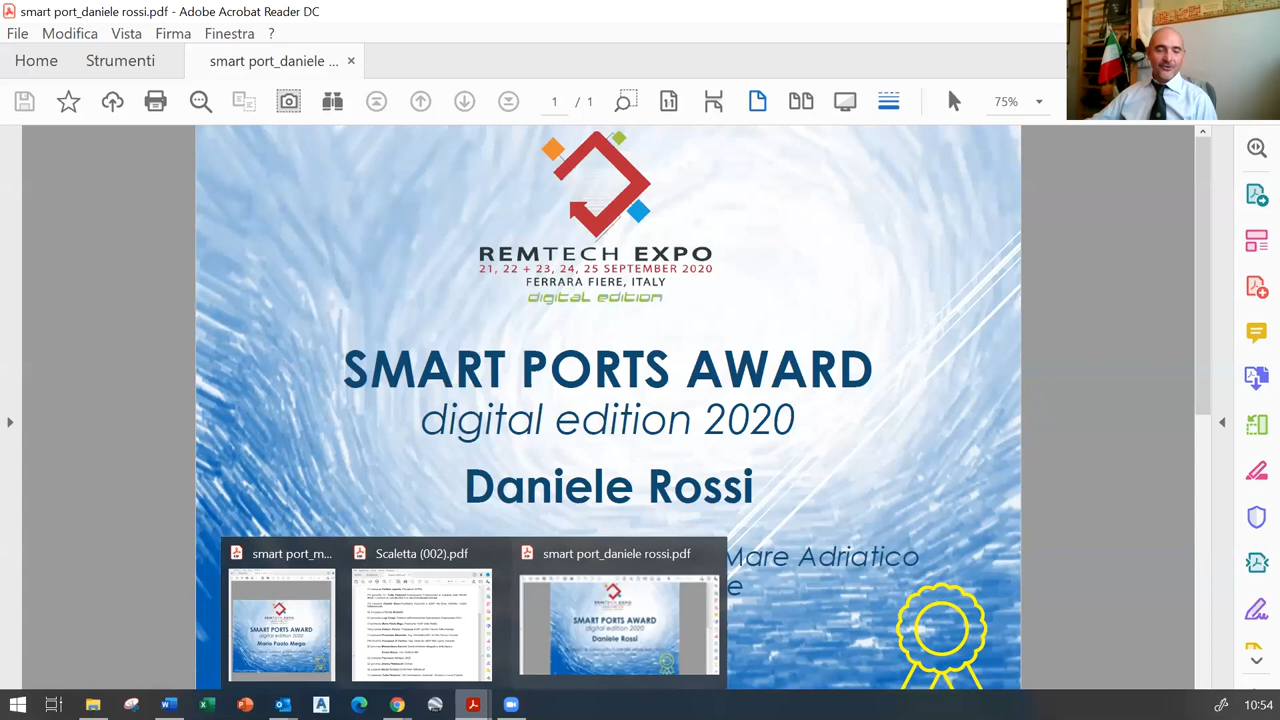 smart port_daniele rossi.pdf - Adobe Acrobat Reader DC
File Modifica Vista Firma Finestra ?
Home Strumenti smart port_daniele ... ×
1 / 1 75%
REMTECH EXPO
21, 22 + 23, 24, 25 SEPTEMBER 2020
FERRARA FIERE, ITALY
digital edition
SMART PORTS AWARD
digital edition 2020
Daniele Rossi
Mare Adriatico
e
smart port_m... Scaletta (002).pdf smart port_daniele rossi.pdf
REMTECH EXPO
SMART PORTS AWARD
digital edition 2020
Mario Paolo Mega
SMART PORTS AWARD
digital edition 2020
Daniele Rossi
10:54